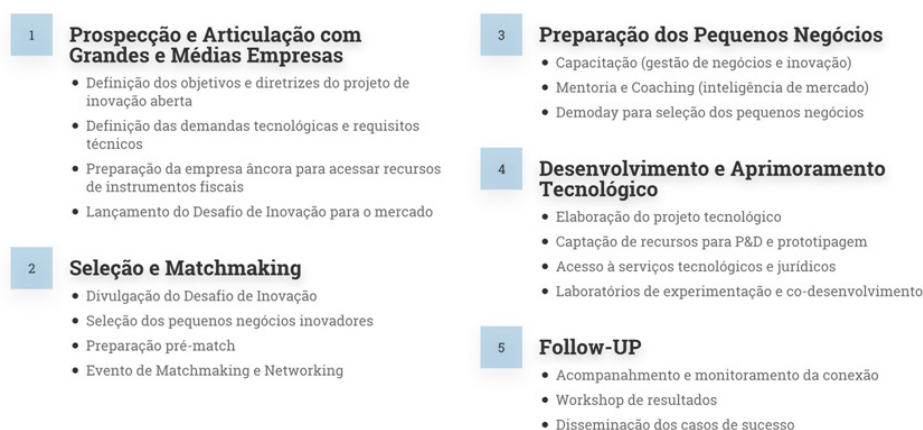 1
Prospecção e Articulação com
Grandes e Médias Empresas
• Definição dos objetivos e diretrizes do projeto de
inovação aberta
• Definição das demandas tecnológicas e requisitos
técnicos
• Preparação da empresa âncora para acessar recursos
de instrumentos fiscais
• Lançamento do Desafio de Inovação para o mercado
2
Seleção e Matchmaking
• Divulgação do Desafio de Inovação
• Seleção dos pequenos negócios inovadores
• Preparação pré-match
• Evento de Matchmaking e Networking
3
Preparação dos Pequenos Negócios
• Capacitação (gestão de negócios e inovação)
• Mentoria e Coaching (inteligência de mercado)
• Demoday para seleção dos pequenos negócios
4
Desenvolvimento e Aprimoramento
Tecnológico
• Elaboração do projeto tecnológico
• Captação de recursos para P&D e prototipagem
• Acesso à serviços tecnológicos e jurídicos
• Laboratórios de experimentação e co-desenvolvimento
5
Follow-UP
• Acompanahmento e monitoramento da conexão
• Workshop de resultados
• Disseminação dos casos de sucesso